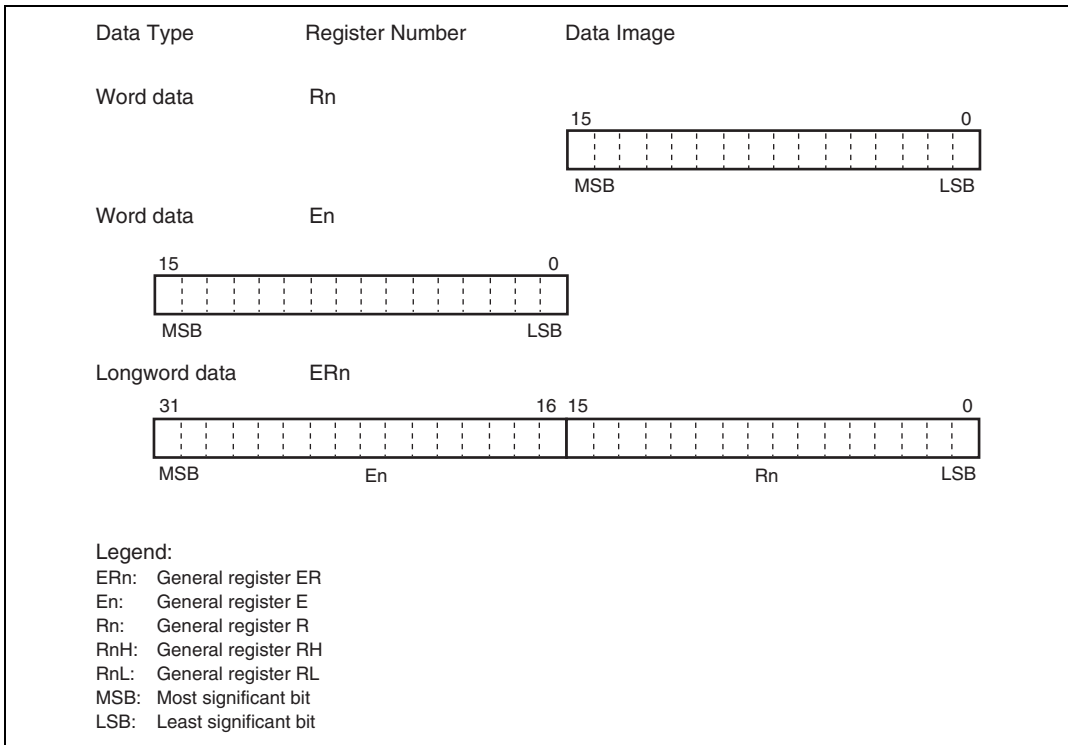 Data Type Register Number Data Image
Word data Rn
15 0
MSB LSB
Word data En
15 0
MSB LSB
Longword data ERn
31 16 15 0
MSB En Rn LSB
Legend:
ERn: General register ER
En: General register E
Rn: General register R
RnH: General register RH
RnL: General register RL
MSB: Most significant bit
LSB: Least significant bit